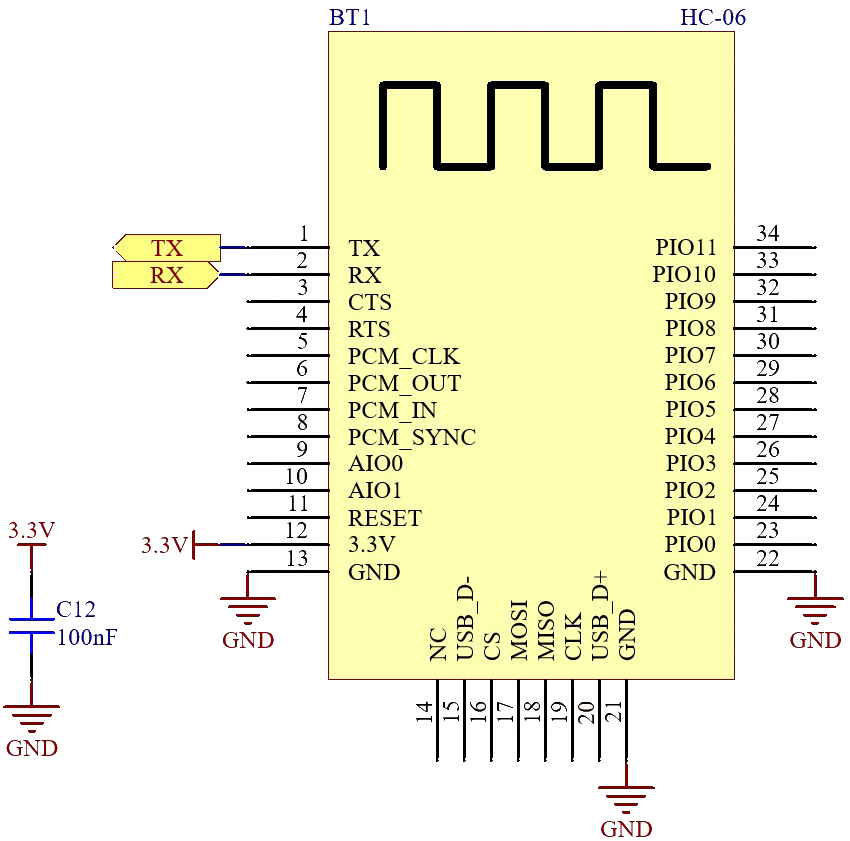 BT1
HC-06
TX
1
TX
RX
2
RX
3
CTS
4
RTS
5
PCM_CLK
6
PCM_OUT
7
PCM_IN
8
PCM_SYNC
9
AIO0
10
AIO1
11
RESET
3.3V
12
3.3V
13
GND
GND
PIO11
34
PIO10
33
PIO9
32
PIO8
31
PIO7
30
PIO6
29
PIO5
28
PIO4
27
PIO3
26
PIO2
25
PIO1
24
PIO0
23
GND
22
GND
NC
USB_D-
CS
MOSI
MISO
CLK
USB_D+
GND
14
15
16
17
18
19
20
21
GND
3.3V
C12
100nF
GND